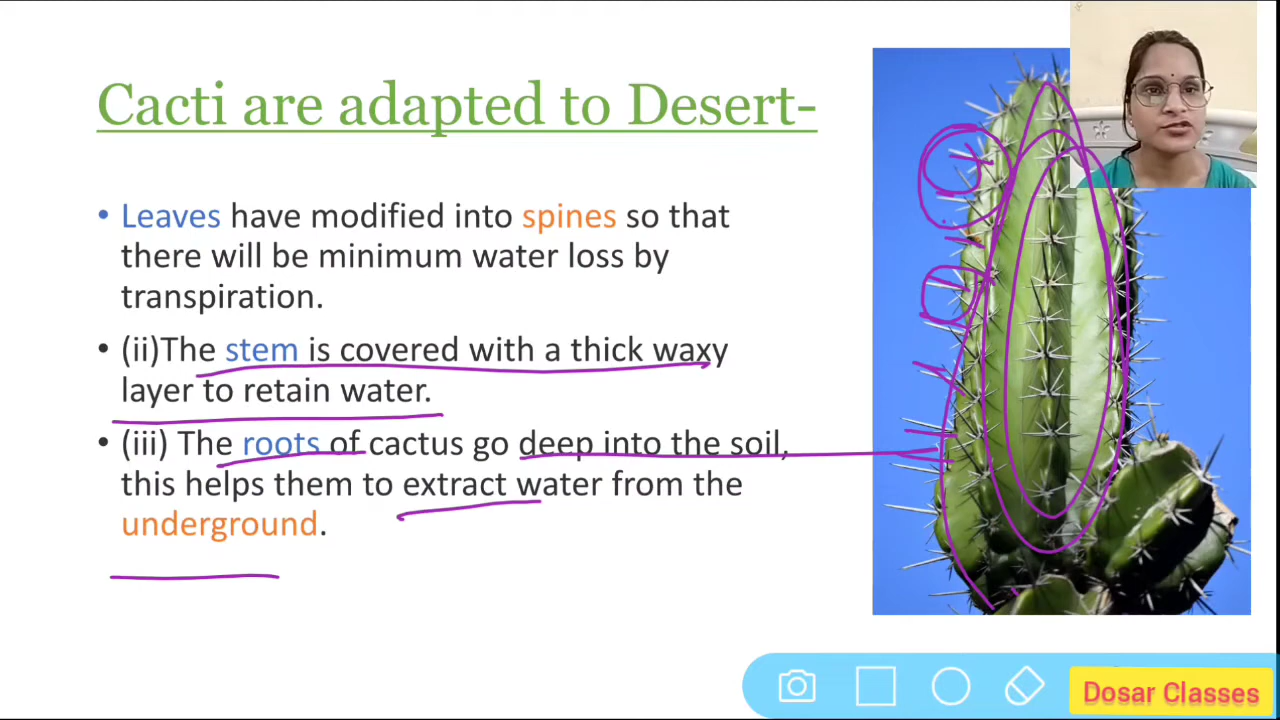 Cacti are adapted to Desert-
• Leaves have modified into spines so that
there will be minimum water loss by
transpiration.
• (ii)The stem is covered with a thick waxy
layer to retain water.
• (iii) The roots of cactus go deep into the soil,
this helps them to extract water from the
underground.
Dosar Classes